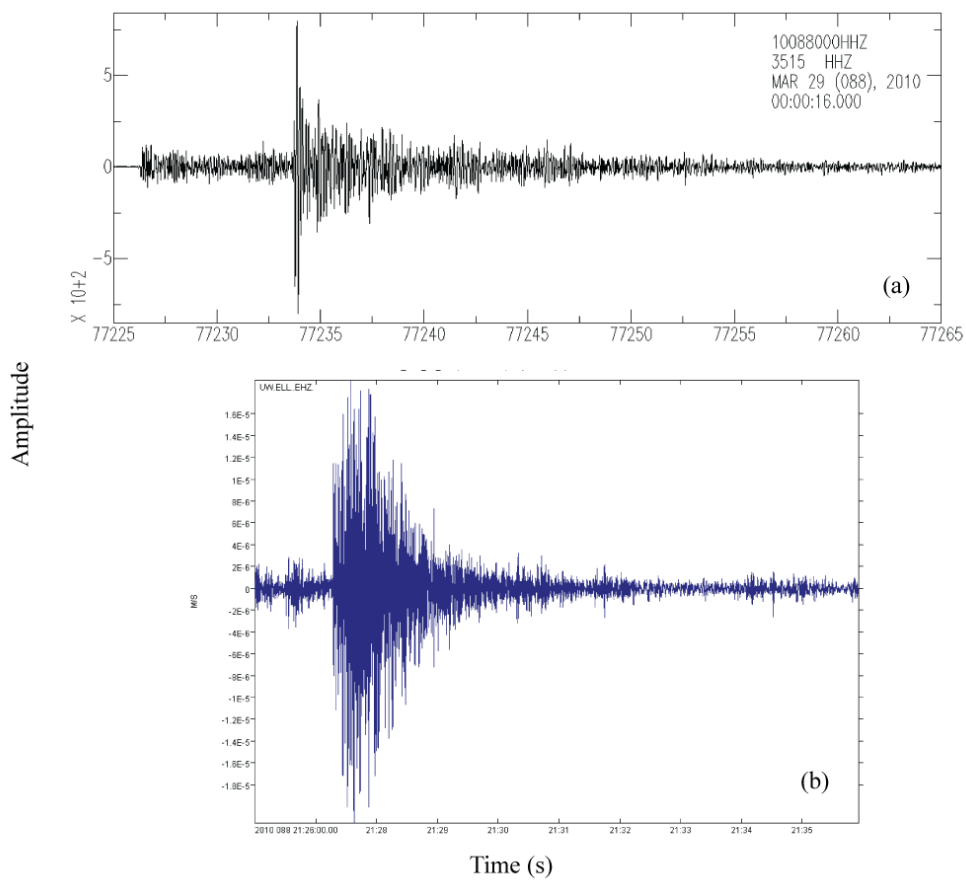 10088000HHZ
3515 HHZ
MAR 29 (088), 2010
00:00:16.000
5
0
-5
X 10+2
(a)
77225 77230 77235 77240 77245 77250 77255 77260 77265
Amplitude
UW.ELL.EHZ.
1.6E-5
1.4E-5
1.2E-5
1E-5
8E-6
6E-6
4E-6
2E-6
0
-2E-6
-4E-6
-6E-6
-8E-6
-1E-5
-1.2E-5
-1.4E-5
-1.6E-5
-1.8E-5
M/S
(b)
2010 088 21:26:00.00 21:28 21:29 21:30 21:31 21:32 21:33 21:34 21:35
Time (s)